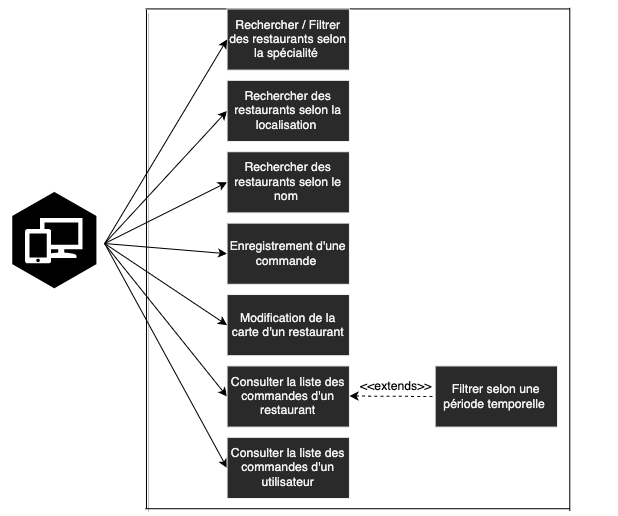 Rechercher / Filtrer
des restaurants selon
la spécialité
Rechercher des
restaurants selon la
localisation
Rechercher des
restaurants selon le
nom
Enregistrement d'une
commande
Modification de la
carte d'un restaurant
Consulter la liste des
commandes d'un
restaurant
<<extends>>
Filtrer selon une
période temporelle
Consulter la liste des
commandes d'un
utilisateur